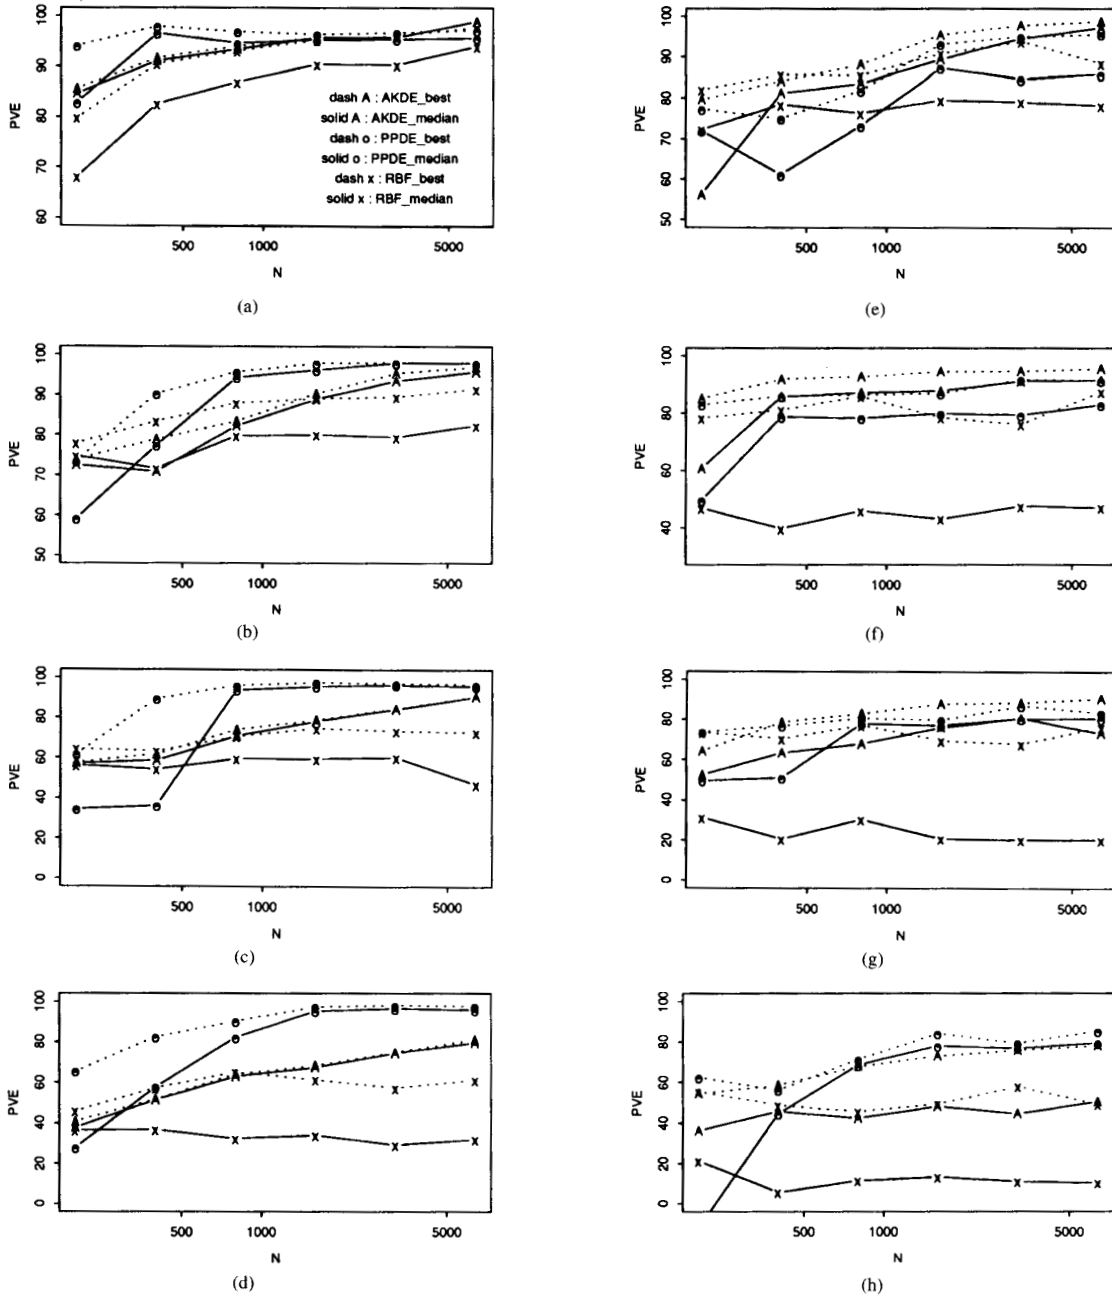 PVE
100
90
80
70
60
dash A : AKDE_best
solid A : AKDE_median
dash o : PPDE_best
solid o : PPDE_median
dash x : RBF_best
solid x : RBF_median
500
1000
5000
N
(a)
PVE
100
90
80
70
60
50
500
1000
5000
N
(b)
PVE
100
80
60
40
20
0
500
1000
5000
N
(c)
PVE
100
80
60
40
20
0
500
1000
5000
N
(d)
PVE
100
90
80
70
60
50
500
1000
5000
N
(e)
PVE
100
80
60
40
500
1000
5000
N
(f)
PVE
100
80
60
40
20
0
500
1000
5000
N
(g)
PVE
100
80
60
40
20
0
500
1000
5000
N
(h)